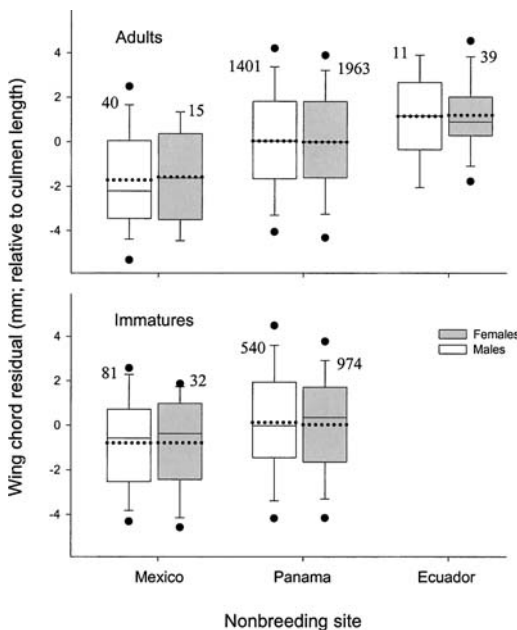 Wing chord residual (mm; relative to culmen length)
Adults
4
2
0
-2
-4
40
15
1401
1963
11
39
Immatures
4
2
0
-2
-4
81
32
540
974
Females
Males
Mexico
Panama
Ecuador
Nonbreeding site